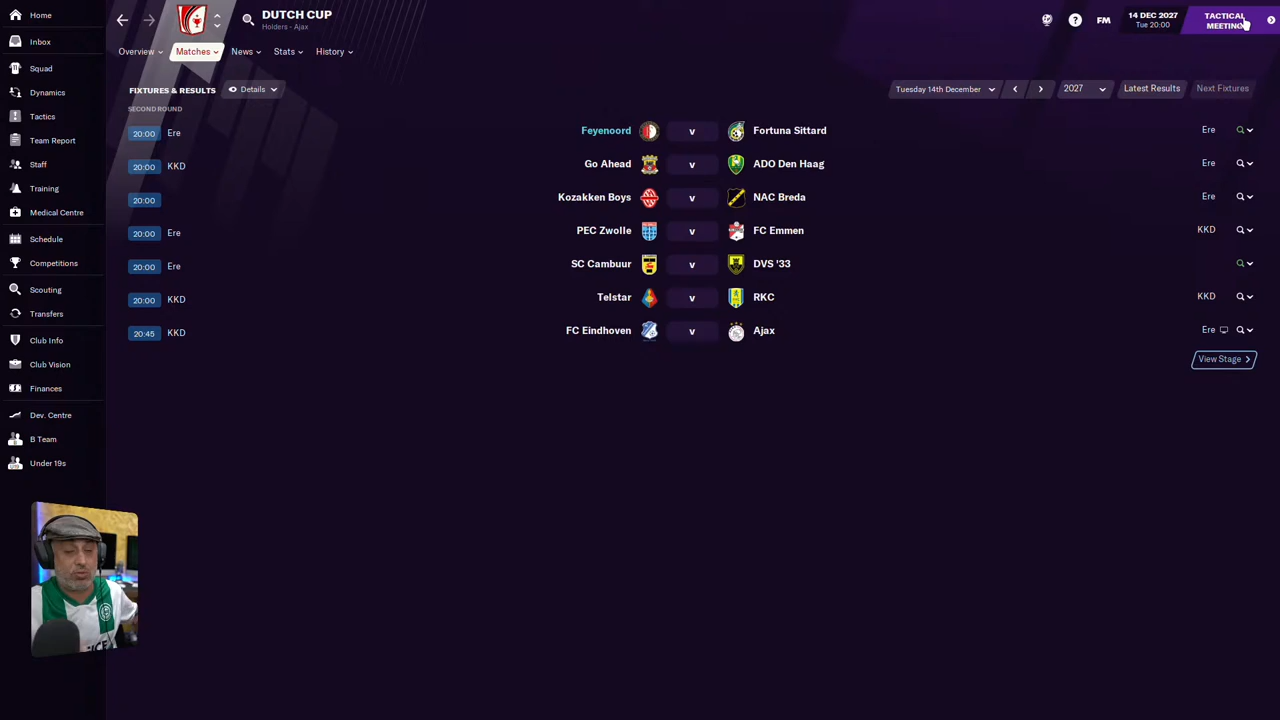 DUTCH CUP
Holders - Ajax
FM
14 DEC 2027
Tue 20:00
TACTICAL
MEETING
Overview
Matches
News
Stats
History
Home
Inbox
Squad
Dynamics
Tactics
Team Report
Staff
Training
Medical Centre
Schedule
Competitions
Scouting
Transfers
Club Info
Club Vision
Finances
Dev. Centre
B Team
Under 19s
FIXTURES & RESULTS
Details
Tuesday 14th December
2027
Latest Results
Next Fixtures
SECOND ROUND
20:00 Ere Feyenoord v Fortuna Sittard Ere
20:00 KKD Go Ahead v ADO Den Haag Ere
20:00 Kozakken Boys v NAC Breda Ere
20:00 Ere PEC Zwolle v FC Emmen KKD
20:00 Ere SC Cambuur v DVS '33
20:00 KKD Telstar v RKC KKD
20:45 KKD FC Eindhoven v Ajax Ere
View Stage